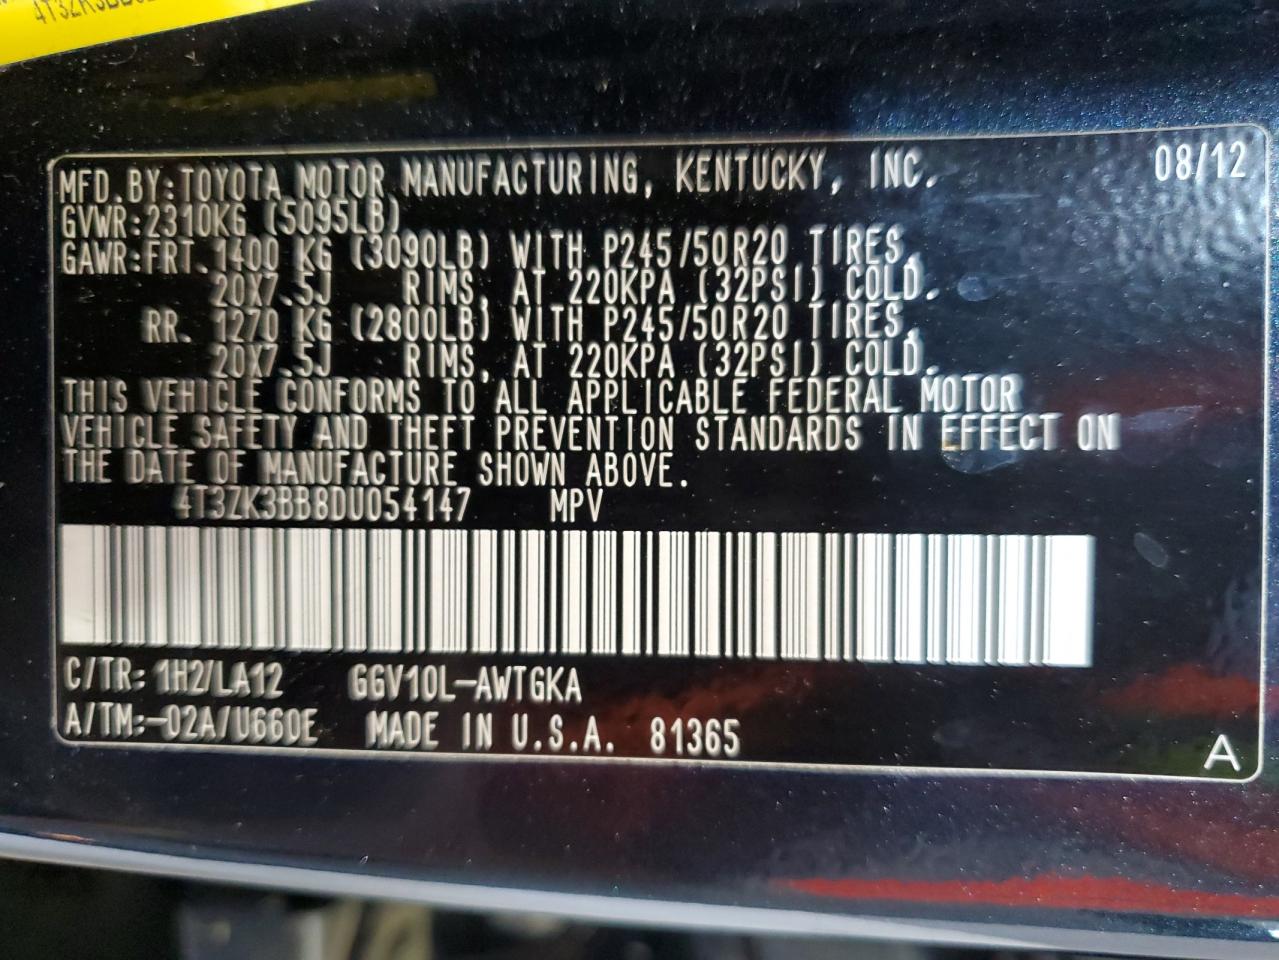 MFD.BY:TOYOTA MOTOR MANUFACTURING, KENTUCKY, INC. 08/12
GVWR:2310KG (5095LB)
GAWR:FRT.1400 KG (3090LB) WITH P245/50R20 TIRES,
20X7.5J RIMS, AT 220KPA (32PSI) COLD.
RR. 1270 KG (2800LB) WITH P245/50R20 TIRES,
20X7.5J RIMS, AT 220KPA (32PSI) COLD.
THIS VEHICLE CONFORMS TO ALL APPLICABLE FEDERAL MOTOR
VEHICLE SAFETY AND THEFT PREVENTION STANDARDS IN EFFECT ON
THE DATE OF MANUFACTURE SHOWN ABOVE.
4T3ZK3BB8DU054147 MPV
C/TR: 1H2/LA12 GGV10L-AWTGKA
A/TM:-02A/U660E MADE IN U.S.A. 81365
A